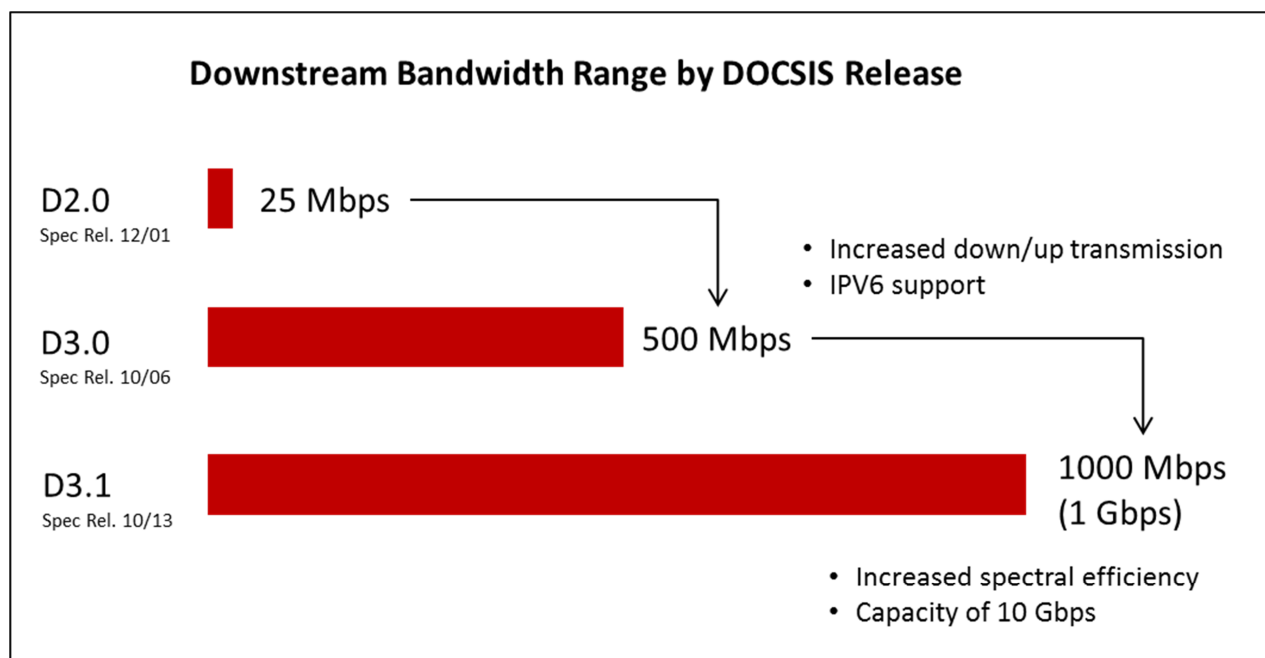 Downstream Bandwidth Range by DOCSIS Release
D2.0
Spec Rel. 12/01
25 Mbps
• Increased down/up transmission
• IPV6 support
D3.0
Spec Rel. 10/06
500 Mbps
D3.1
Spec Rel. 10/13
1000 Mbps
(1 Gbps)
• Increased spectral efficiency
• Capacity of 10 Gbps